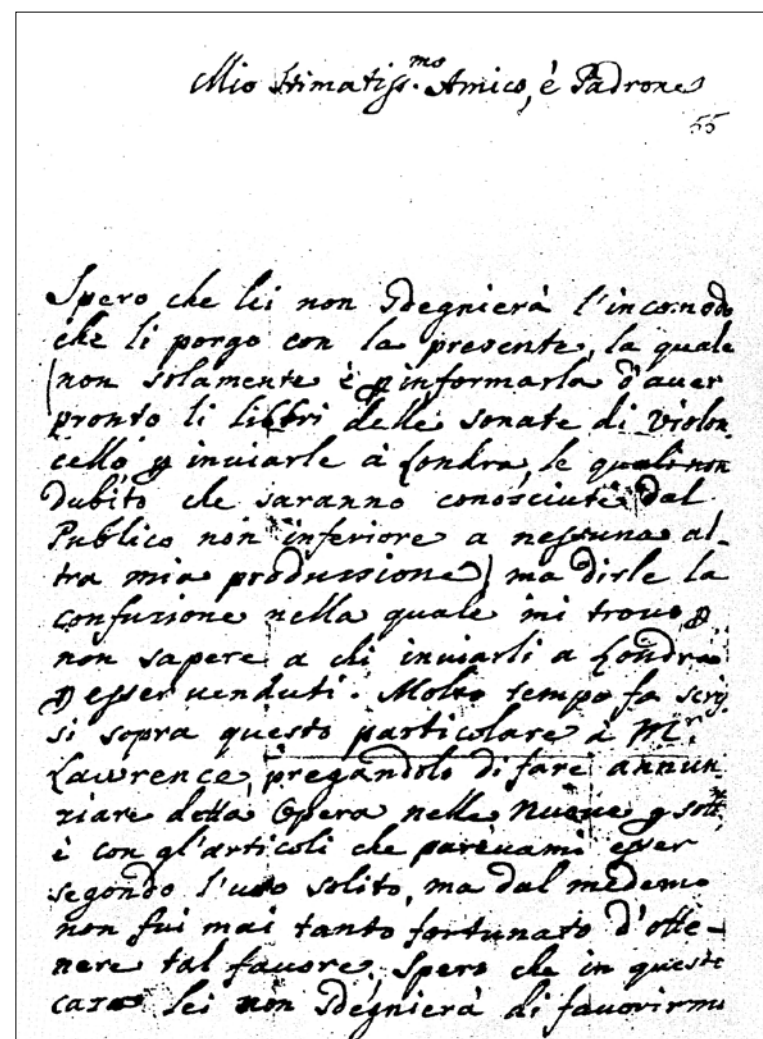 Mio Stimatiss.mo Amico, è Padrone
55
Spero che lei non sdegnierà l'incomodo
che li porgo con la presente, la quale
(non solamente è p informarla d'aver
pronto li libri delle sonate di violon
cello, p inviarle à Londra, le quali non
dubito che saranno conosciute dal
Publico non inferiore a nessuna al-
tra mia produzzione) ma dirle la
confuzione nella quale mi trovo p
non sapere a chi inviarli a Londra
p esser venduti. Molto tempo fa scris
si sopra questo particolare à Mr.
Lawrence, pregandolo di fare annun
ziare detta Opera nelle Nuove p
è con gl'articoli che parevami esser
segondo l'uso solito, ma dal medemo
non fui mai tanto fortunato d'otte-
nere tal favore. Spero che in questo
caso lei non sdegnierà di favorirmi